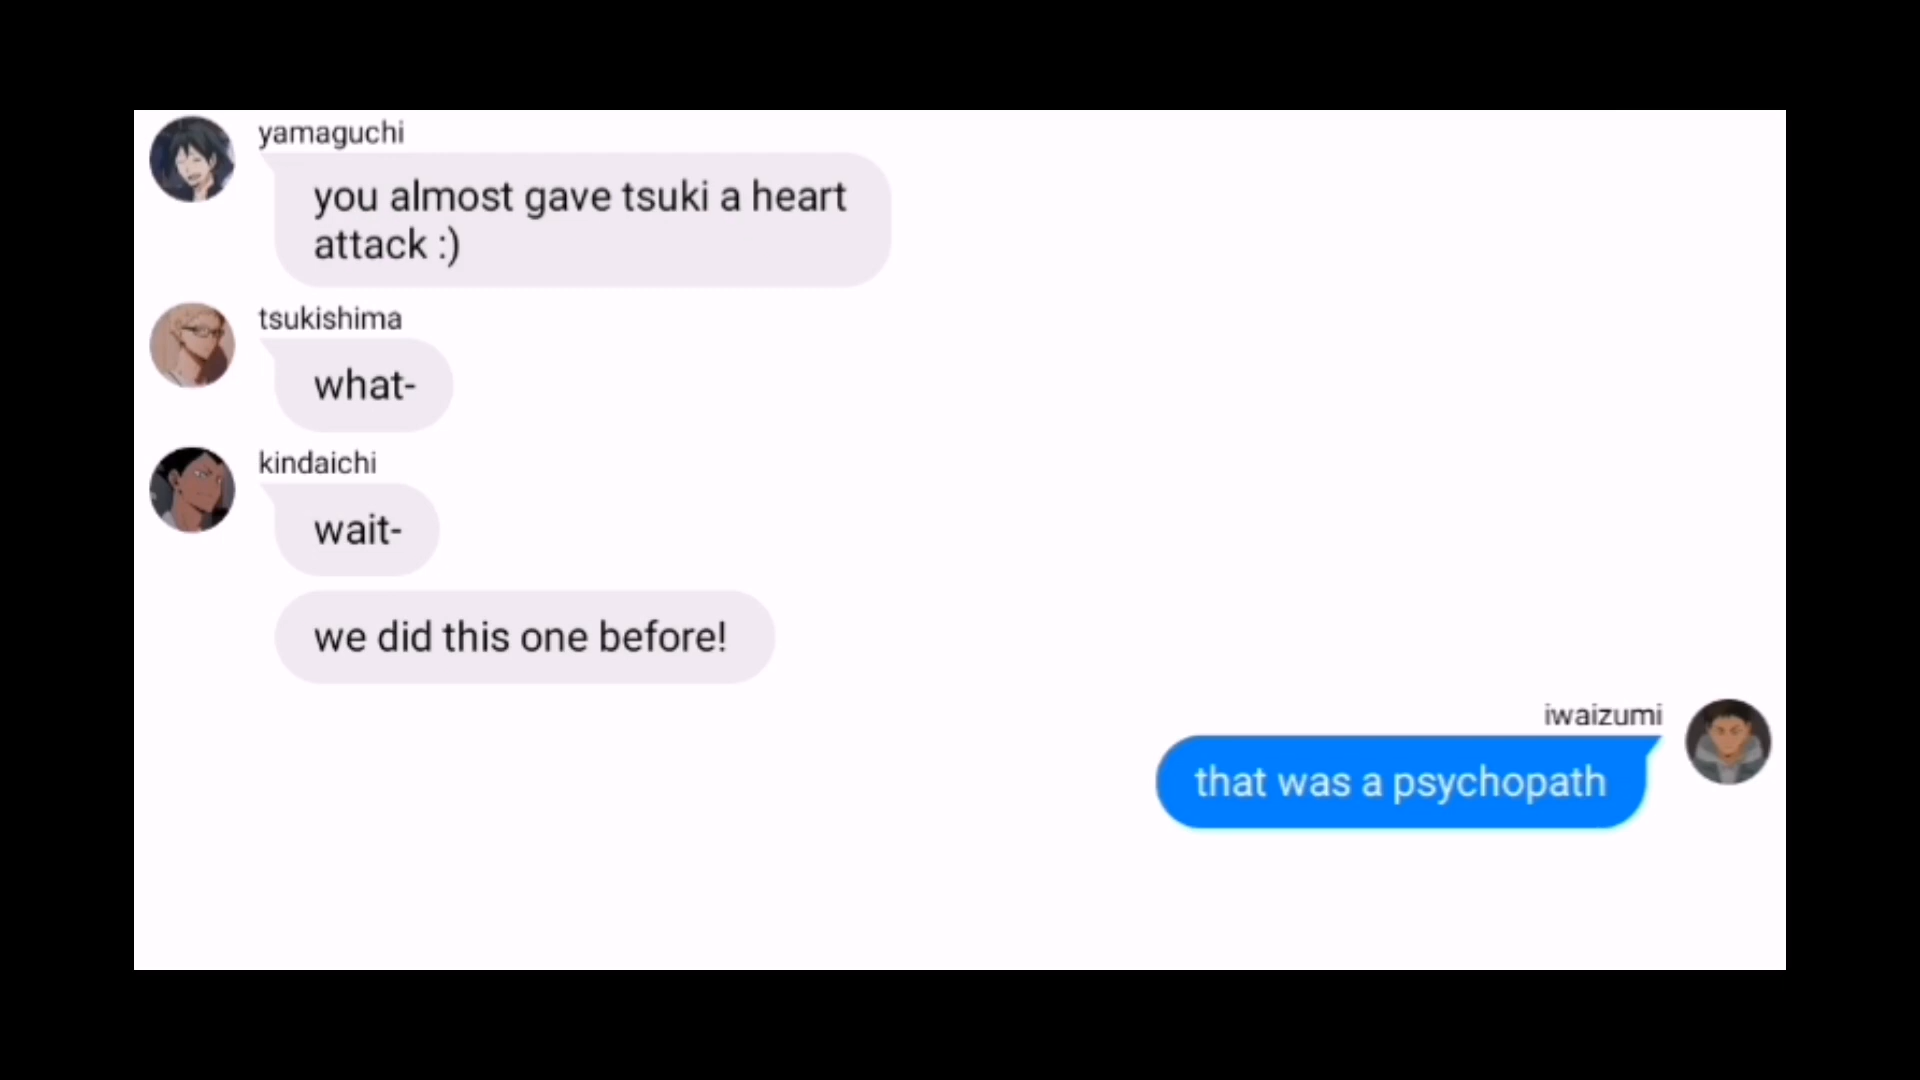 yamaguchi
you almost gave tsuki a heart
attack :)
tsukishima
what-
kindaichi
wait-
we did this one before!
iwaizumi
that was a psychopath